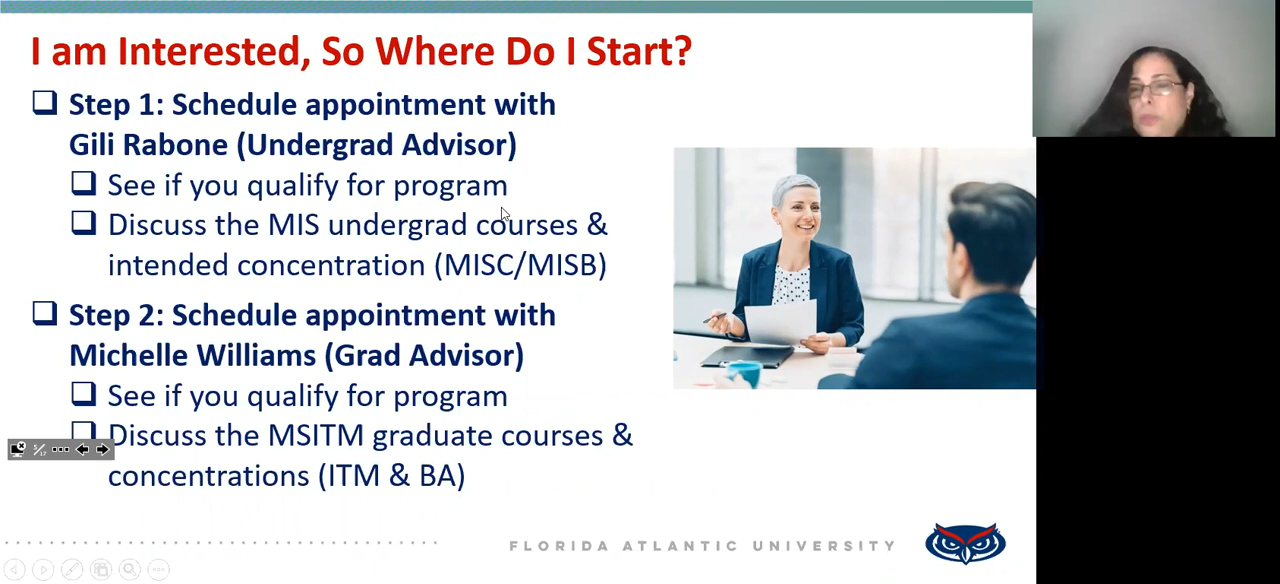 I am Interested, So Where Do I Start?
Step 1: Schedule appointment with
Gili Rabone (Undergrad Advisor)
See if you qualify for program
Discuss the MIS undergrad courses &
intended concentration (MISC/MISB)
Step 2: Schedule appointment with
Michelle Williams (Grad Advisor)
See if you qualify for program
Discuss the MSITM graduate courses &
concentrations (ITM & BA)
FLORIDA ATLANTIC UNIVERSITY